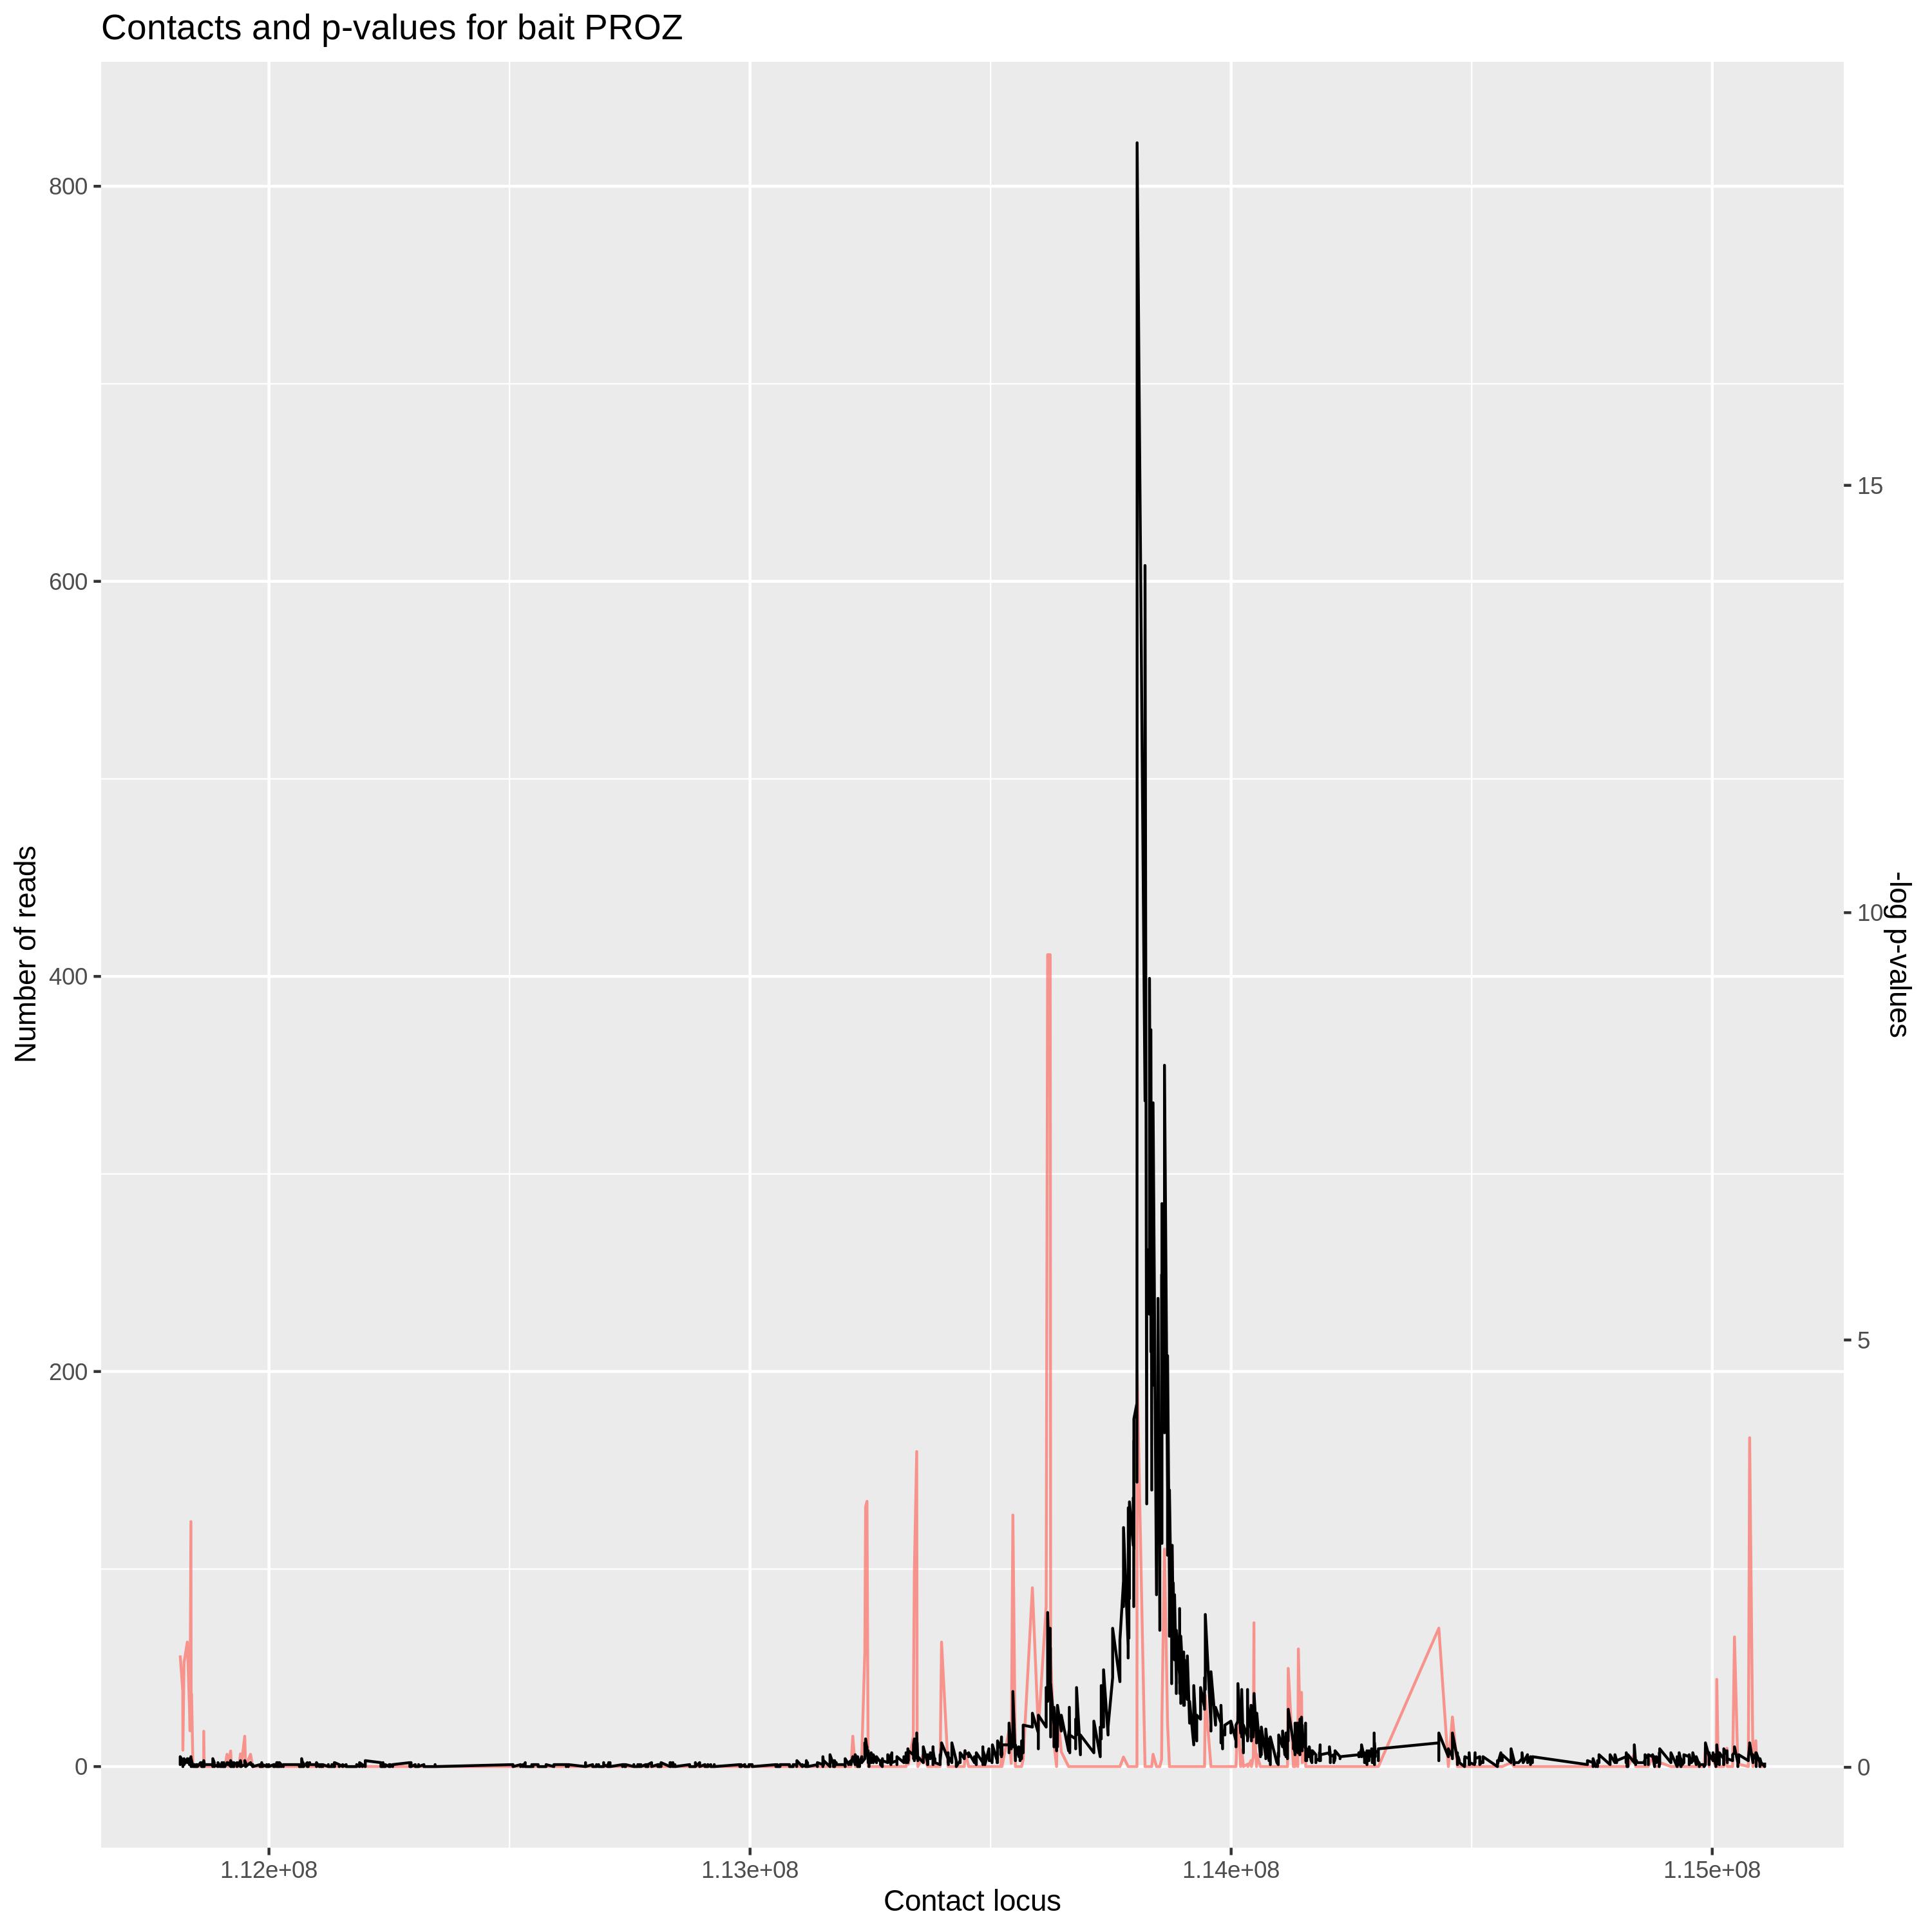 Contacts and p-values for bait PROZ
800
600
400
200
0
Number of reads
15
10
5
0
-log p-values
1.12e+08
1.13e+08
1.14e+08
1.15e+08
Contact locus